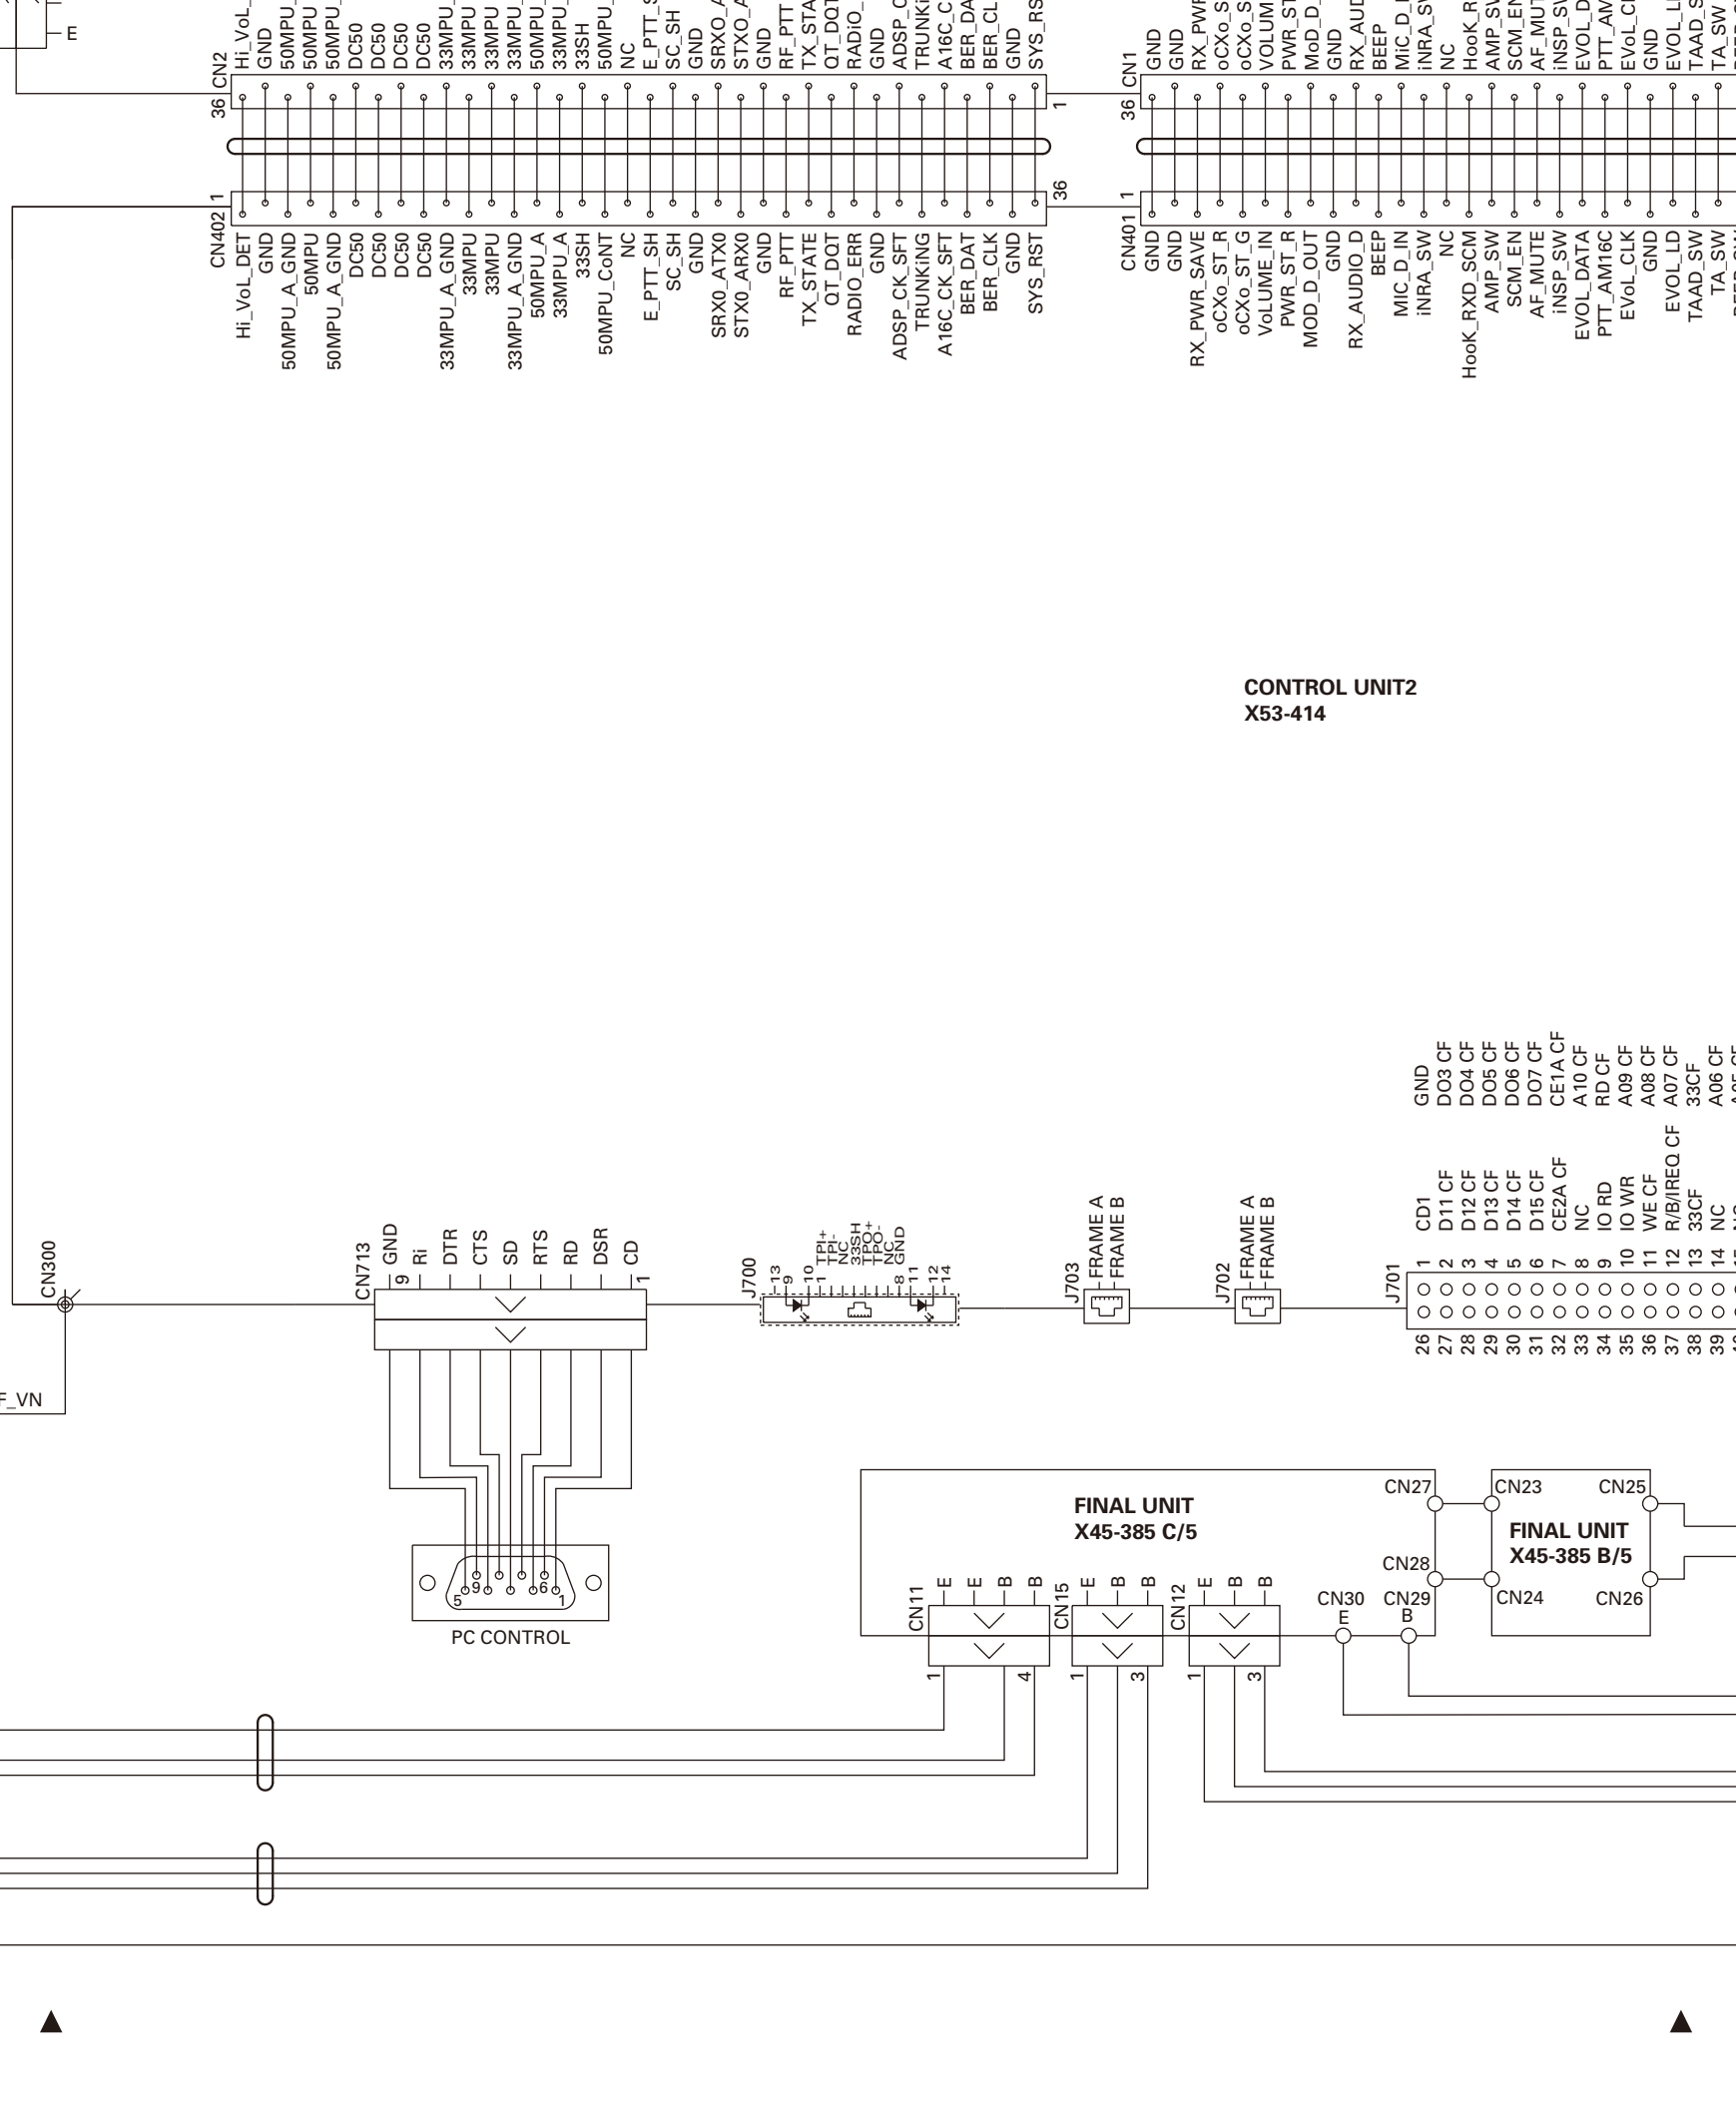 E
CN2
36
Hi_VoL_
GND
50MPU_
50MPU
50MPU_
DC50
DC50
DC50
DC50
33MPU_
33MPU
33MPU
33MPU_
50MPU_
33MPU_
33SH
50MPU_
NC
E_PTT_S
SC_SH
GND
SRXO_A
STXO_A
GND
RF_PTT
TX_STA
QT_DQT
RADiO_
GND
ADSP_C
TRUNKi
A16C_C
BER_DA
BER_CL
GND
SYS_RS
1
CN1
36
GND
GND
RX_PWR
oCXo_S
oCXo_S
VOLUM
PWR_ST
MoD_D_
GND
RX_AUD
BEEP
MiC_D_I
iNRA_SW
NC
HooK_R
AMP_SW
SCM_EN
AF_MUT
iNSP_SW
EVOL_D
PTT_AM
EVoL_CL
GND
EVOL_L
TAAD_S
TA_SW
CN402
1
36
Hi_VoL_DET
GND
50MPU_A_GND
50MPU
50MPU_A_GND
DC50
DC50
DC50
DC50
33MPU_A_GND
33MPU
33MPU
33MPU_A_GND
50MPU_A
33MPU_A
33SH
50MPU_CoNT
NC
E_PTT_SH
SC_SH
GND
SRX0_ATX0
STX0_ARX0
GND
RF_PTT
TX_STATE
QT_DQT
RADIO_ERR
GND
ADSP_CK_SFT
TRUNKiNG
A16C_CK_SFT
BER_DAT
BER_CLK
GND
SYS_RST
CN401
1
GND
GND
RX_PWR_SAVE
oCXo_ST_R
oCXo_ST_G
VoLUME_IN
PWR_ST_R
MOD_D_OUT
GND
RX_AUDIO_D
BEEP
MIC_D_IN
iNRA_SW
NC
HooK_RXD_SCM
AMP_SW
SCM_EN
AF_MUTE
iNSP_SW
EVOL_DATA
PTT_AM16C
EVoL_CLK
GND
EVOL_LD
TAAD_SW
TA_SW
CONTROL UNIT2
X53-414
GND
DO3 CF
DO4 CF
DO5 CF
DO6 CF
DO7 CF
CE1A CF
A10 CF
RD CF
A09 CF
A08 CF
A07 CF
33CF
A06 CF
CD1
D11 CF
D12 CF
D13 CF
D14 CF
D15 CF
CE2A CF
NC
IO RD
IO WR
WE CF
R/B/IREQ CF
33CF
NC
J701
1
2
3
4
5
6
7
8
9
10
11
12
13
14
26
27
28
29
30
31
32
33
34
35
36
37
38
39
CN300
F_VN
CN713
GND
9
Ri
DTR
CTS
SD
RTS
RD
DSR
CD
1
J700
13
9
10
1
TPI+
TPI-
NC
33SH
TPO+
TPO-
NC
8
GND
11
12
14
J703
FRAME A
FRAME B
J702
FRAME A
FRAME B
5
9
6
1
PC CONTROL
FINAL UNIT
X45-385 C/5
CN27
CN28
CN29
B
CN30
E
CN11
E
E
B
B
1
4
CN15
E
B
B
1
3
CN12
E
B
B
1
3
CN23
CN25
FINAL UNIT
X45-385 B/5
CN24
CN26